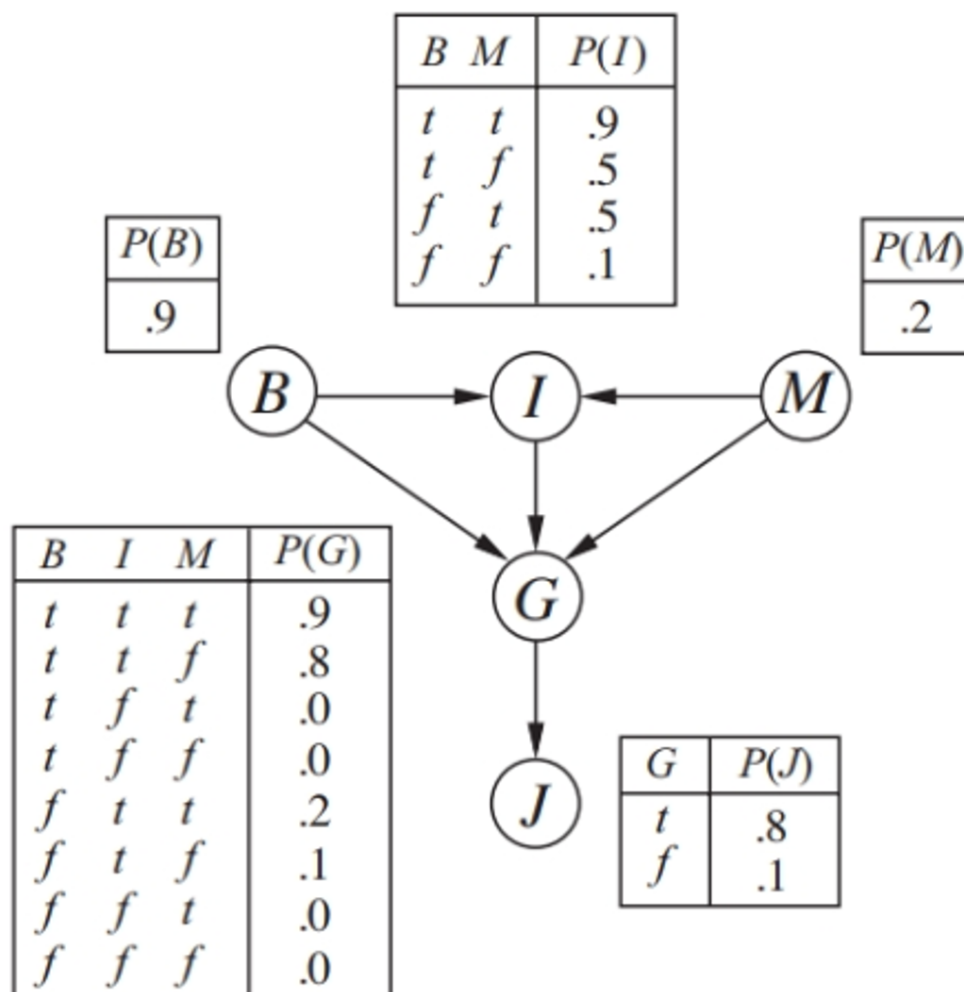 B M P(I)
t t .9
t f .5
f t .5
f f .1
P(B)
.9
P(M)
.2
B
I
M
B I M P(G)
t t t .9
t t f .8
t f t .0
t f f .0
f t t .2
f t f .1
f f t .0
f f f .0
G
J
G P(J)
t .8
f .1